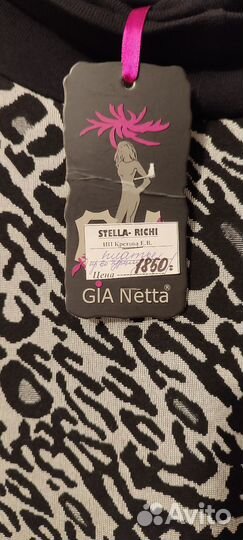 STELLA- RICHI
ИП Кретова Е.В.
Цена 1850=
GIA Netta®
Avito